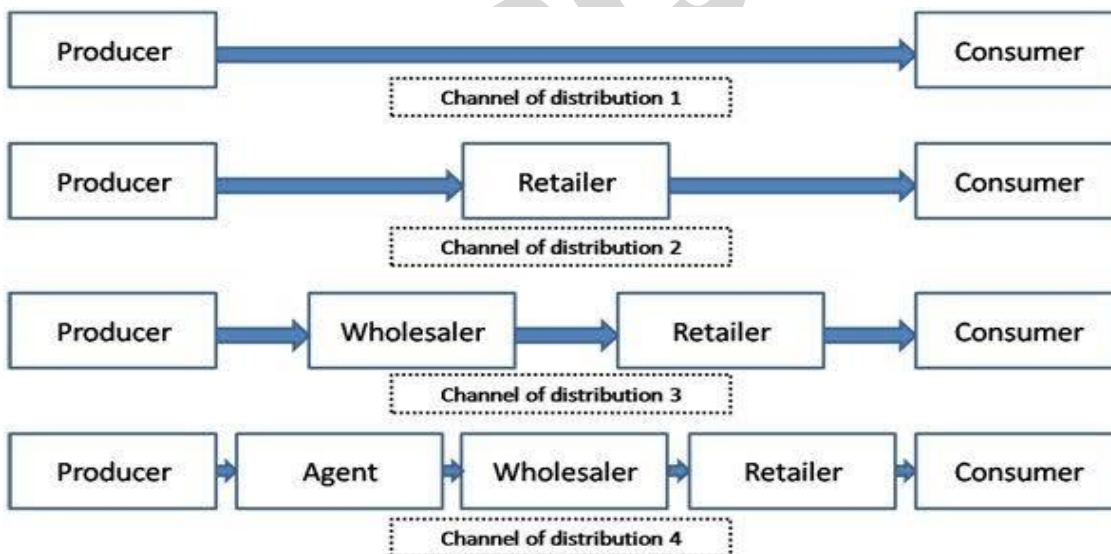 Producer Consumer
Channel of distribution 1
Producer Retailer Consumer
Channel of distribution 2
Producer Wholesaler Retailer Consumer
Channel of distribution 3
Producer Agent Wholesaler Retailer Consumer
Channel of distribution 4